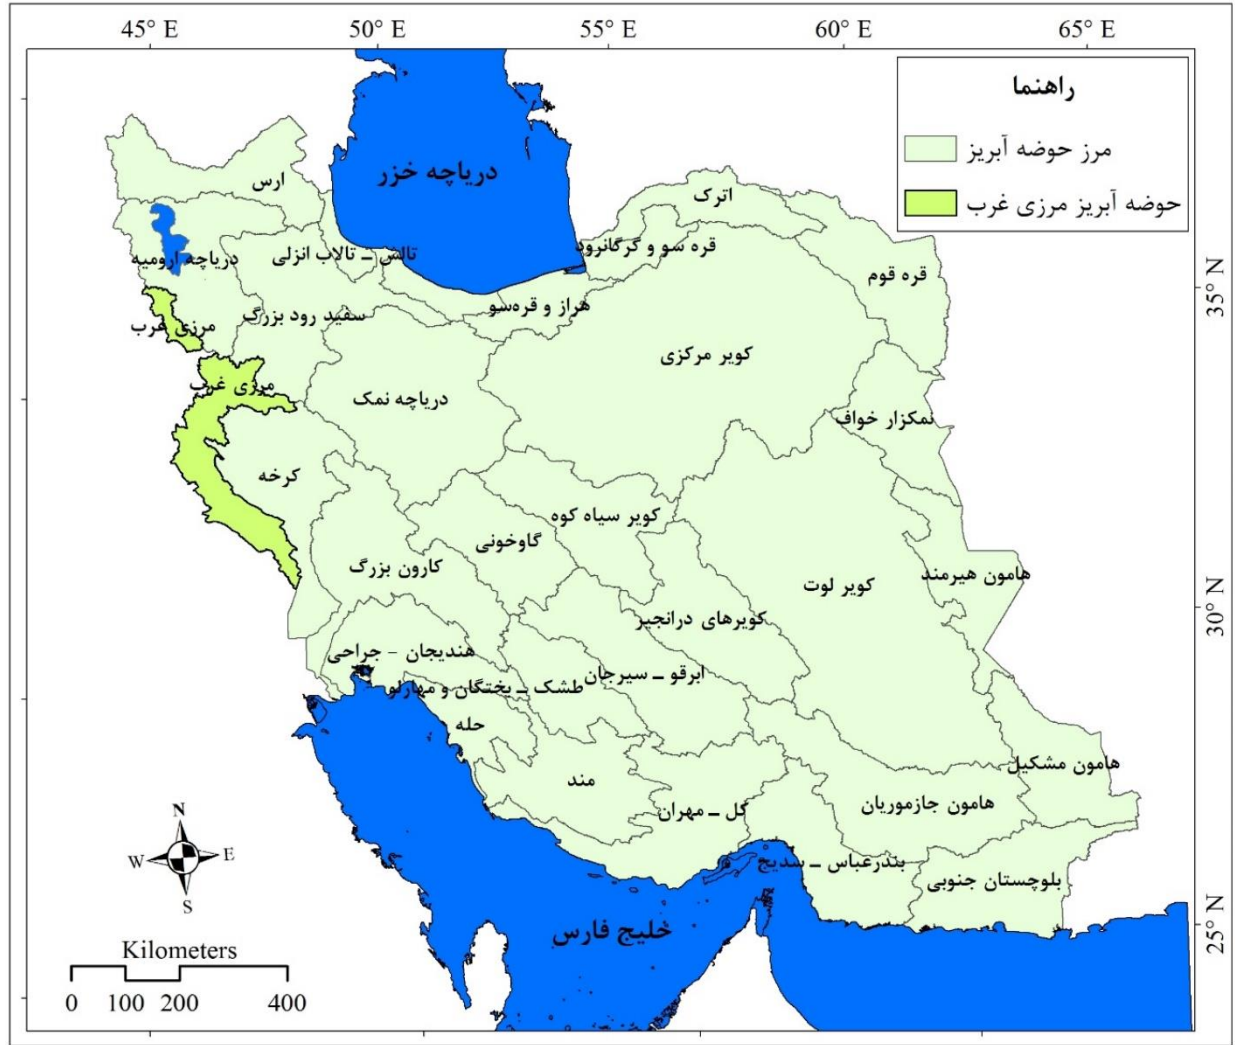 45° E
50° E
55° E
60° E
65° E
راهنما
مرز حوضه آبریز
حوضه آبریز مرزی غرب
دریاچه خزر
ارس
اترک
قره سو و گرگانرود
تالش – تالاب انزلی
دریاچه ارومیه
قره قوم
35° N
هراز و قره‌سو
سفید رود بزرگ
مرزی غرب
کویر مرکزی
مرزی غرب
دریاچه نمک
نمکزار خواف
کرخه
کویر سیاه کوه
گاوخونی
کارون بزرگ
کویر لوت
هامون هیرمند
30° N
کویرهای درانجیر
هندیجان – جراحی
ابرقو – سیرجان
طشک – بختگان و مهارلو
حله
هامون مشکیل
مند
کل – مهران
هامون جازموریان
بندرعباس – سدیج
بلوچستان جنوبی
25° N
خلیج فارس
N
W
E
S
Kilometers
0 100 200 400